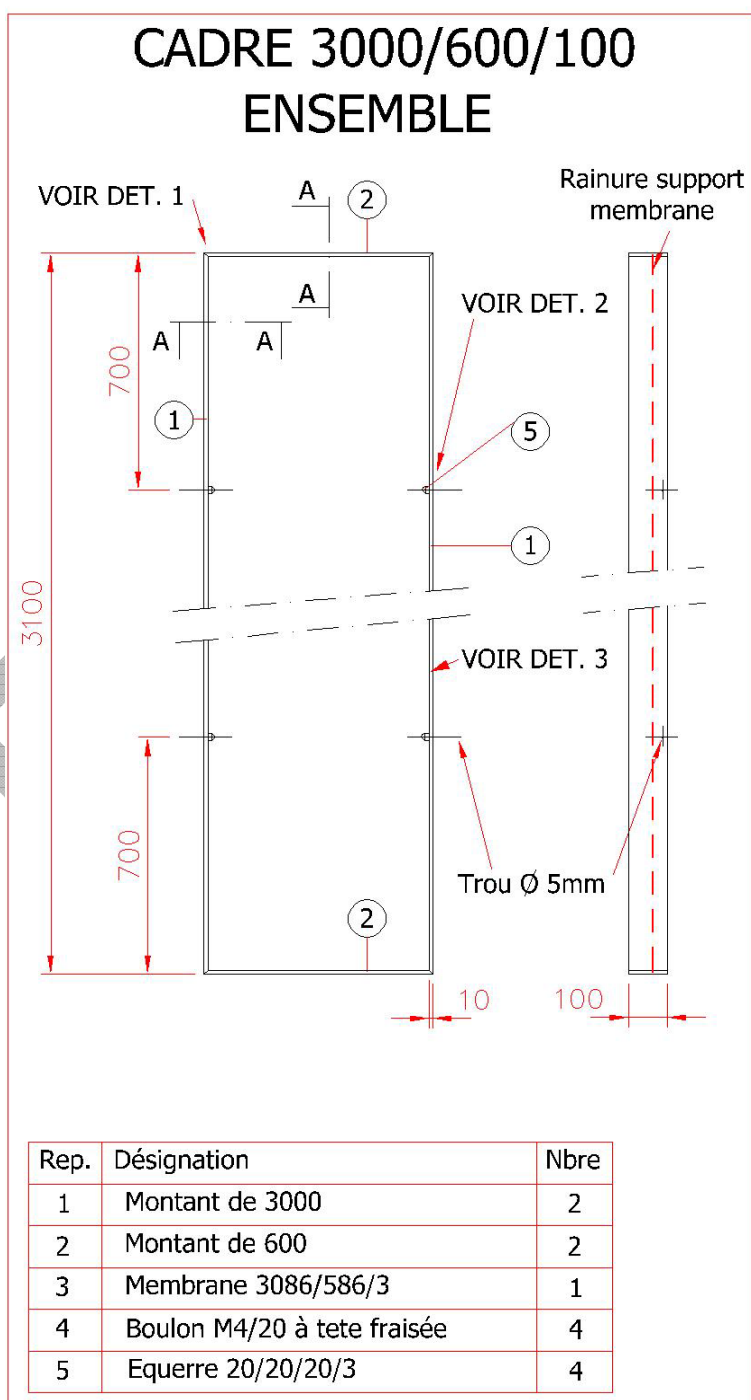 CADRE 3000/600/100
ENSEMBLE
VOIR DET. 1
A
2
Rainure support
membrane
A
VOIR DET. 2
A
A
700
1
5
1
3100
VOIR DET. 3
700
Trou Ø 5mm
2
10
100
Rep. Désignation Nbre
1 Montant de 3000 2
2 Montant de 600 2
3 Membrane 3086/586/3 1
4 Boulon M4/20 à tete fraisée 4
5 Equerre 20/20/20/3 4